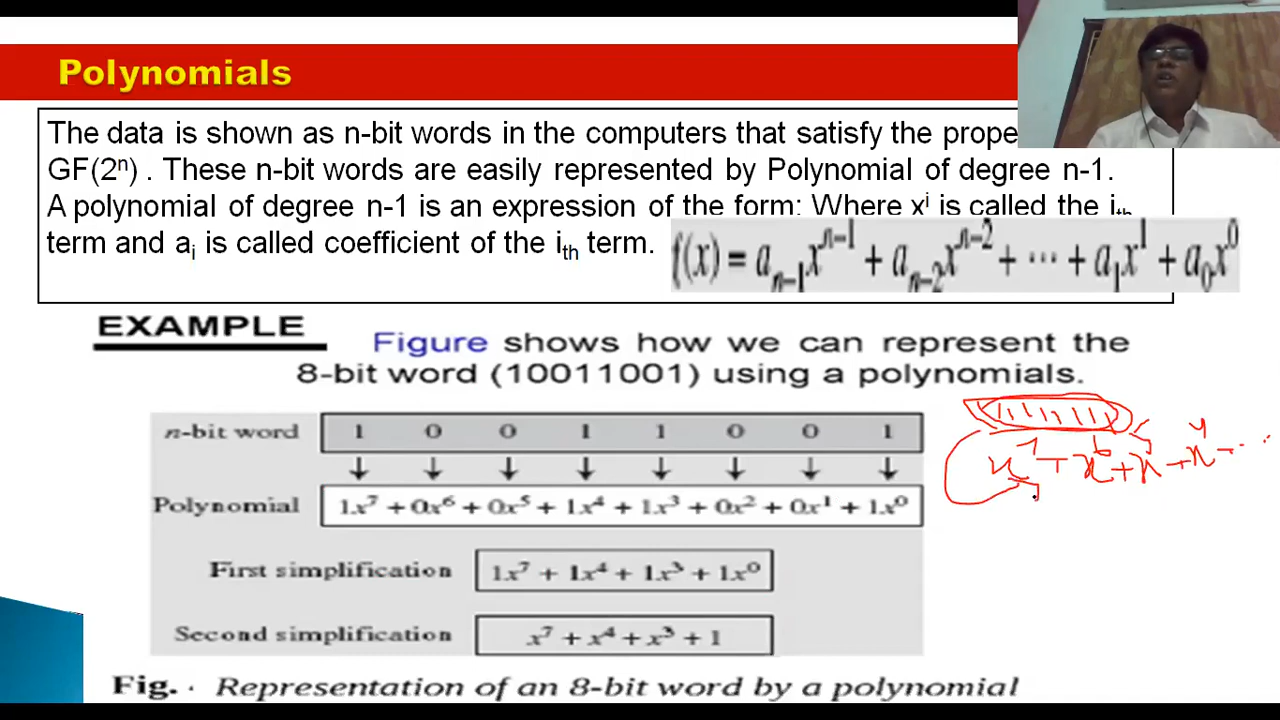 Polynomials
The data is shown as n-bit words in the computers that satisfy the prope
GF(2ⁿ) . These n-bit words are easily represented by Polynomial of degree n-1.
A polynomial of degree n-1 is an expression of the form: Where xⁱ is called the i_th
term and a_i is called coefficient of the i_th term.
f(x) = a_{n-1}x^{n-1} + a_{n-2}x^{n-2} + ⋯ + a₁x¹ + a₀x⁰
EXAMPLE
Figure shows how we can represent the
8-bit word (10011001) using a polynomials.
n-bit word 1 0 0 1 1 0 0 1
Polynomial 1x⁷ + 0x⁶ + 0x⁵ + 1x⁴ + 1x³ + 0x² + 0x¹ + 1x⁰
x⁷ + x⁶ + x⁵ + x⁴ + ...
First simplification 1x⁷ + 1x⁴ + 1x³ + 1x⁰
Second simplification x⁷ + x⁴ + x³ + 1
Fig. . Representation of an 8-bit word by a polynomial